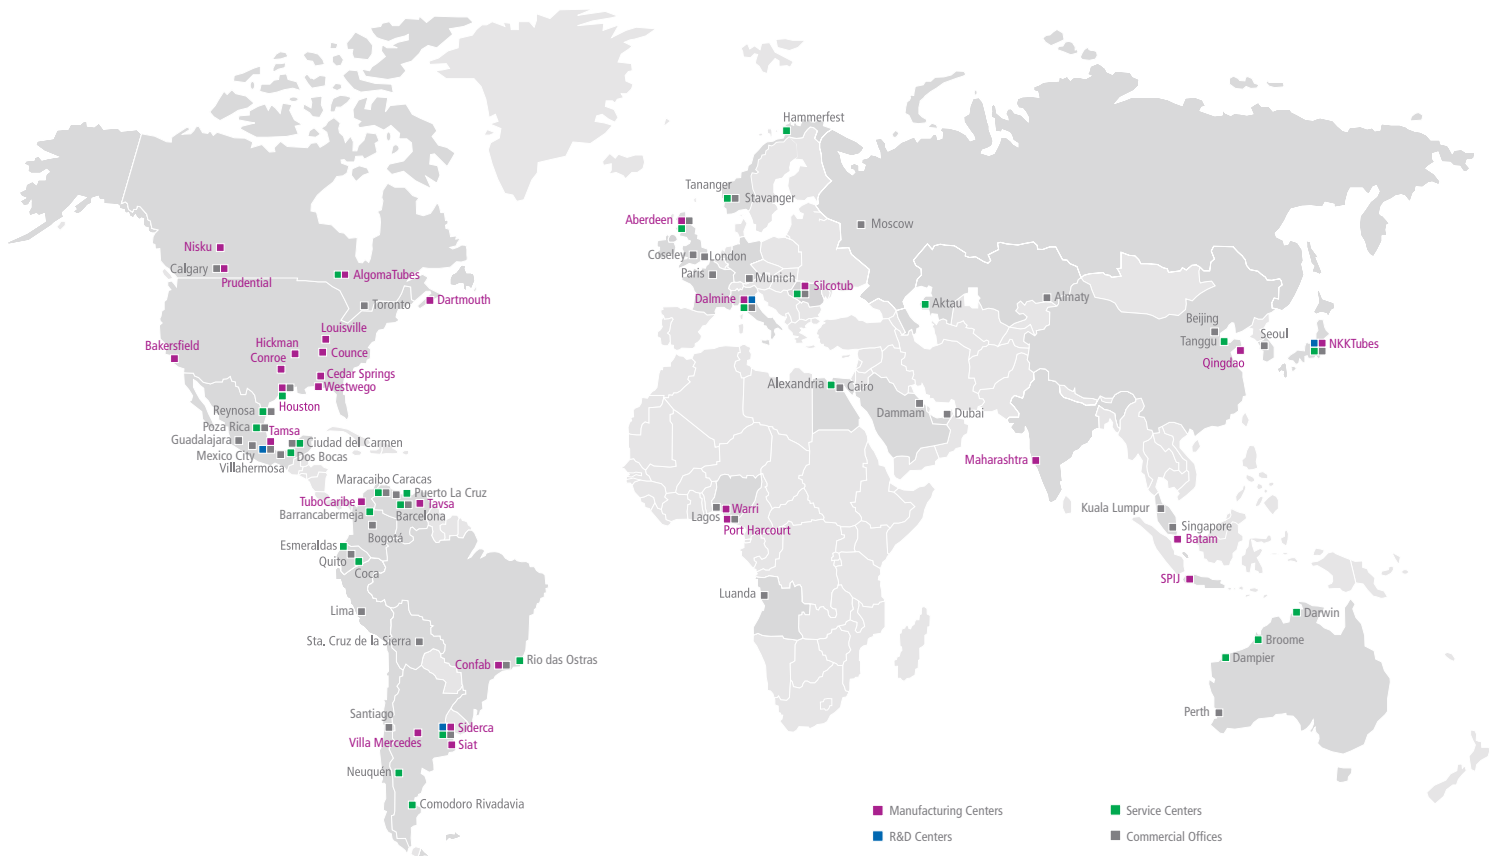 Hammerfest
Tananger
Stavanger
Aberdeen
Moscow
Nisku
Coseley
London
Calgary
Prudential
AlgomaTubes
Paris
Munich
Silcotub
Dartmouth
Toronto
Dalmine
Aktau
Almaty
Louisville
Beijing
Seoul
Bakersfield
Hickman
Tanggu
NKKTubes
Conroe
Counce
Qingdao
Cedar Springs
Westwego
Alexandria
Cairo
Houston
Dammam
Dubai
Reynosa
Poza Rica
Tamsa
Guadalajara
Ciudad del Carmen
Mexico City
Dos Bocas
Maharashtra
Villahermosa
Maracaibo
Caracas
Puerto La Cruz
TuboCaribe
Tavsa
Warri
Kuala Lumpur
Barrancabermeja
Barcelona
Lagos
Port Harcourt
Singapore
Bogotá
Batam
Esmeraldas
Quito
Coca
SPIJ
Luanda
Lima
Darwin
Sta. Cruz de la Sierra
Broome
Confab
Rio das Ostras
Dampier
Santiago
Perth
Siderca
Villa Mercedes
Siat
Neuquén
Comodoro Rivadavia
Manufacturing Centers
Service Centers
R&D Centers
Commercial Offices